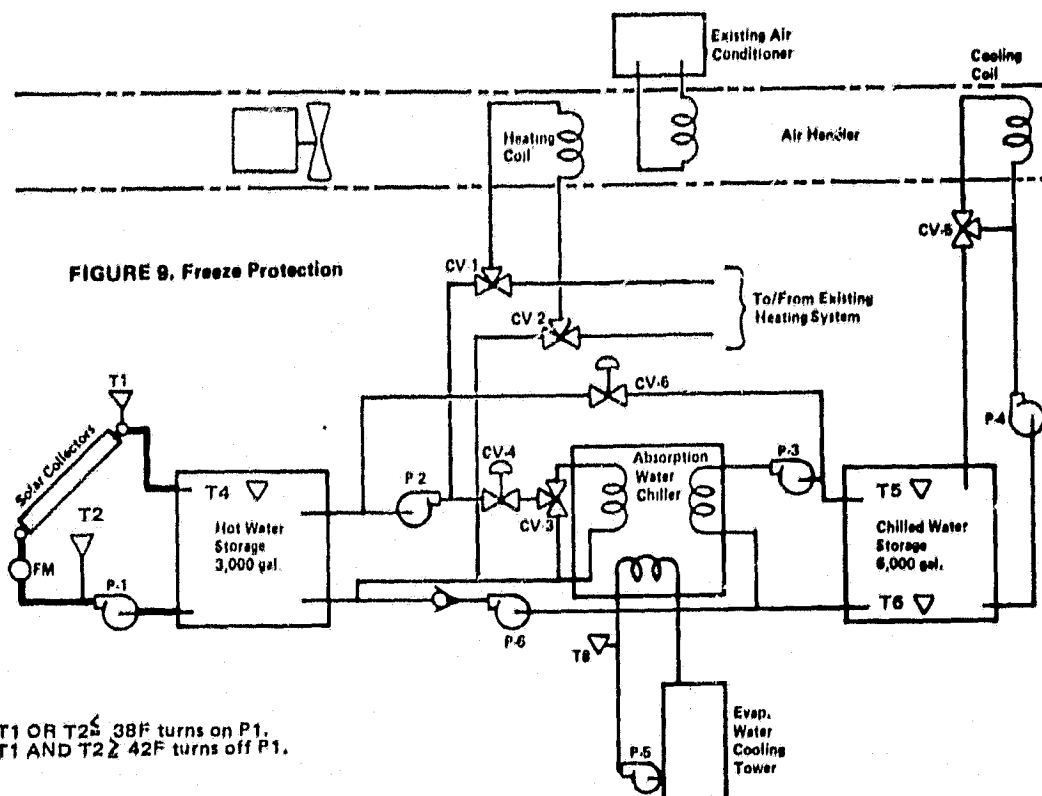 Existing Air
Conditioner
Cooling
Coil
Heating
Coil
Air Handler
CV-5
FIGURE 9. Freeze Protection
CV-1
CV 2
To/From Existing
Heating System
T1
CV-6
Solar Collectors
CV-4
Absorption
Water
Chiller
P-3
P-4
T4
T2
P 2
CV-3
T5
Hot Water
Storage
3,000 gal.
Chilled Water
Storage
6,000 gal.
FM
P-1
T6
P-6
T8
T1 OR T2 ≤ 38F turns on P1.
T1 AND T2 ≥ 42F turns off P1.
P-5
Evap.
Water
Cooling
Tower